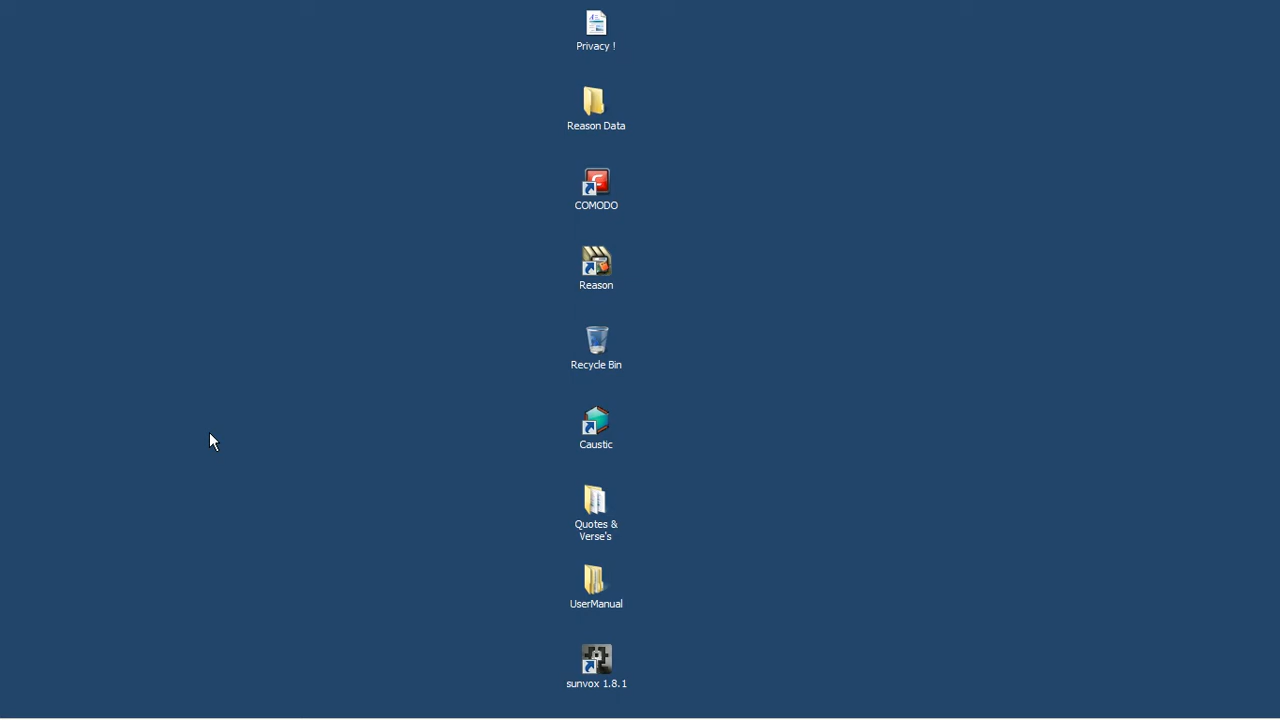 Privacy !
Reason Data
COMODO
Reason
Recycle Bin
Caustic
Quotes &
Verse's
UserManual
sunvox 1.8.1